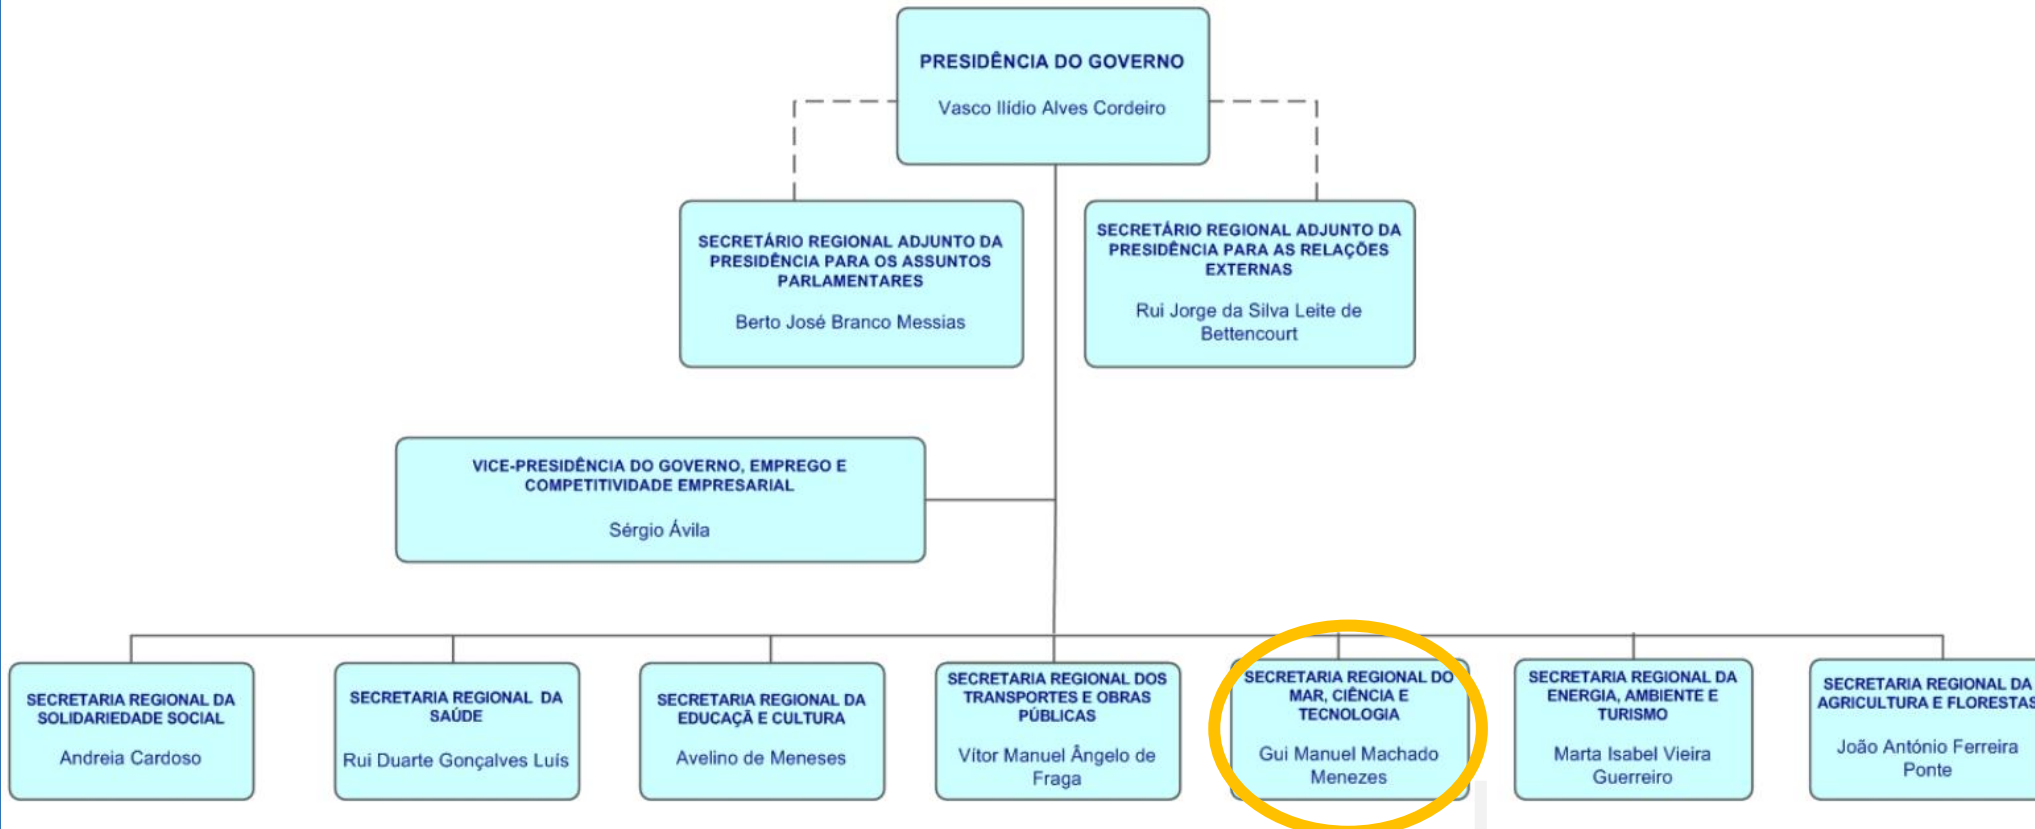 PRESIDÊNCIA DO GOVERNO
Vasco Ilídio Alves Cordeiro
SECRETÁRIO REGIONAL ADJUNTO DA
PRESIDÊNCIA PARA OS ASSUNTOS
PARLAMENTARES
Berto José Branco Messias
SECRETÁRIO REGIONAL ADJUNTO DA
PRESIDÊNCIA PARA AS RELAÇÕES
EXTERNAS
Rui Jorge da Silva Leite de
Bettencourt
VICE-PRESIDÊNCIA DO GOVERNO, EMPREGO E
COMPETITIVIDADE EMPRESARIAL
Sérgio Ávila
SECRETARIA REGIONAL DA
SOLIDARIEDADE SOCIAL
Andreia Cardoso
SECRETARIA REGIONAL DA
SAÚDE
Rui Duarte Gonçalves Luís
SECRETARIA REGIONAL DA
EDUCAÇÃ E CULTURA
Avelino de Meneses
SECRETARIA REGIONAL DOS
TRANSPORTES E OBRAS
PÚBLICAS
Vítor Manuel Ângelo de
Fraga
SECRETARIA REGIONAL DO
MAR, CIÊNCIA E
TECNOLOGIA
Gui Manuel Machado
Menezes
SECRETARIA REGIONAL DA
ENERGIA, AMBIENTE E
TURISMO
Marta Isabel Vieira
Guerreiro
SECRETARIA REGIONAL DA
AGRICULTURA E FLORESTAS
João António Ferreira
Ponte